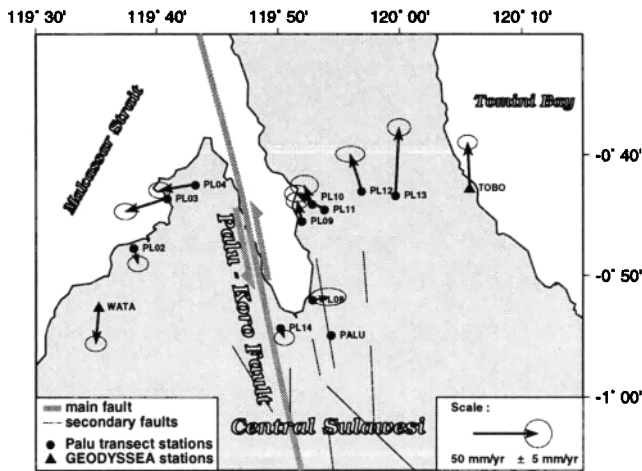 119° 30' 119° 40' 119° 50' 120° 00' 120° 10'
Tomini Bay
Makassar Strait
-0° 40'
PL04
PL03
PL12
PL13
TOBO
PL10
PL11
PL09
PL02
Palu - Koro Fault
-0° 50'
WATA
PL08
PL14
PALU
-1° 00'
Central Sulawesi
main fault
secondary faults
Palu transect stations
GEODYSSEA stations
Scale :
50 mm/yr ± 5 mm/yr